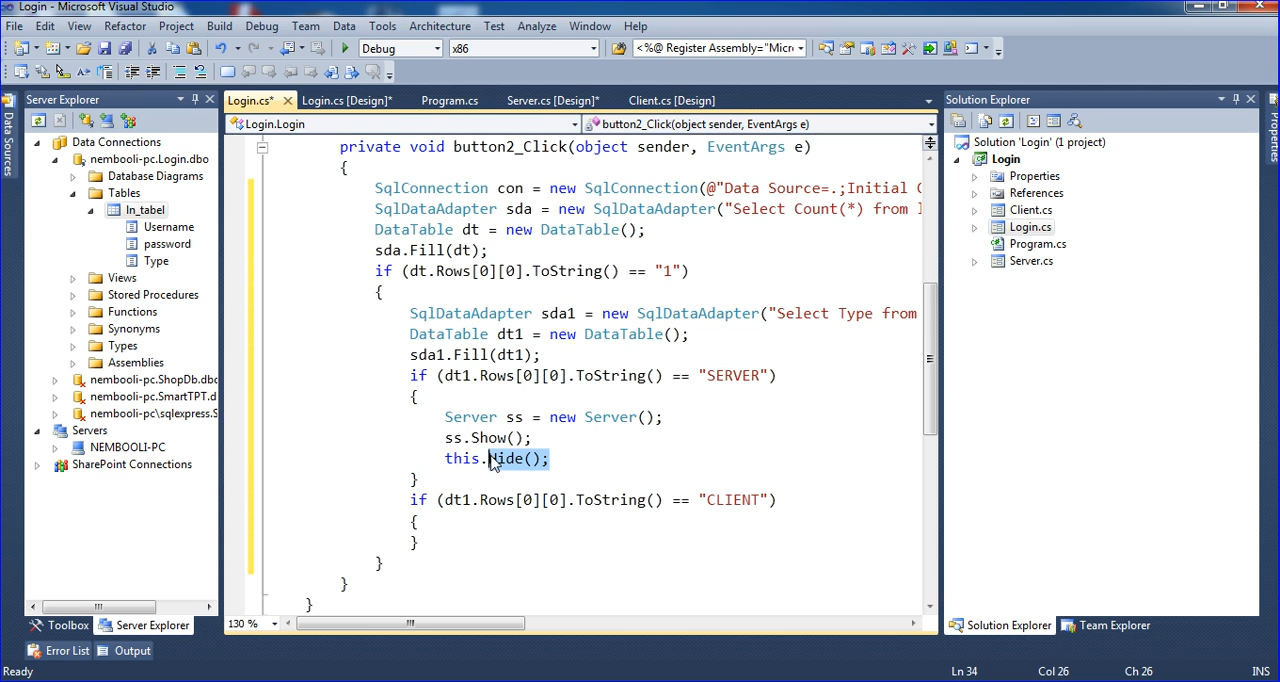 Login - Microsoft Visual Studio
File Edit View Refactor Project Build Debug Team Data Tools Architecture Test Analyze Window Help
Debug x86 <%@ Register Assembly="Micr
Data Sources
Server Explorer
Data Connections
nembooli-pc.Login.dbo
Database Diagrams
Tables
In_tabel
Username
password
Type
Views
Stored Procedures
Functions
Synonyms
Types
Assemblies
nembooli-pc.ShopDb.dbc
nembooli-pc.SmartTPT.d
nembooli-pc\sqlexpress.S
Servers
NEMBOOLI-PC
SharePoint Connections
Toolbox Server Explorer
Login.cs* Login.cs [Design]* Program.cs Server.cs [Design]* Client.cs [Design]
Login.Login button2_Click(object sender, EventArgs e)
private void button2_Click(object sender, EventArgs e)
{
SqlConnection con = new SqlConnection(@"Data Source=.;Initial
SqlDataAdapter sda = new SqlDataAdapter("Select Count(*) from
DataTable dt = new DataTable();
sda.Fill(dt);
if (dt.Rows[0][0].ToString() == "1")
{
SqlDataAdapter sda1 = new SqlDataAdapter("Select Type from
DataTable dt1 = new DataTable();
sda1.Fill(dt1);
if (dt1.Rows[0][0].ToString() == "SERVER")
{
Server ss = new Server();
ss.Show();
this.Hide();
}
if (dt1.Rows[0][0].ToString() == "CLIENT")
{
}
}
}
}
130 %
Solution Explorer
Solution 'Login' (1 project)
Login
Properties
References
Client.cs
Login.cs
Program.cs
Server.cs
Solution Explorer Team Explorer
Properties
Error List Output
Ready Ln 34 Col 26 Ch 26 INS